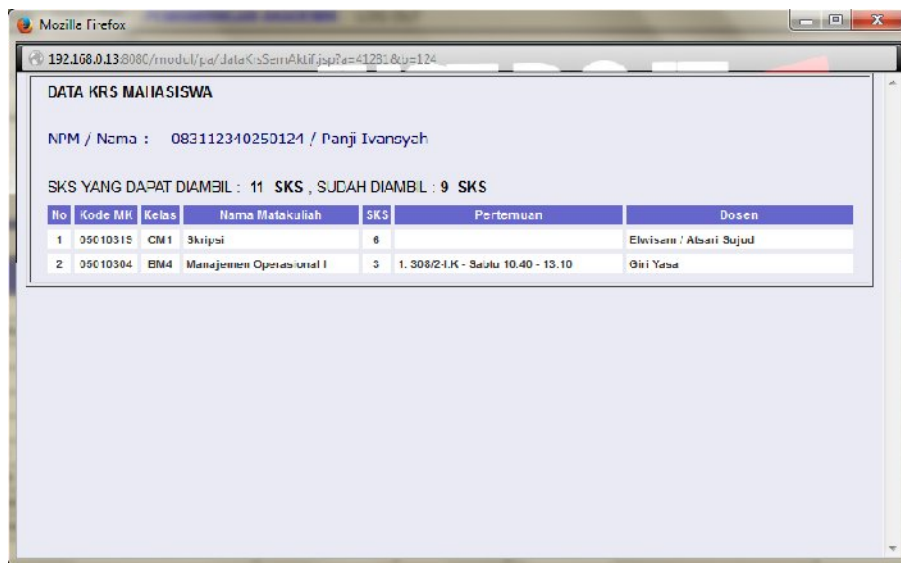 Mozilla Firefox
192.168.0.13:8080/modul/pa/dataKrsSemAktif.jsp?a=41281&b=124
DATA KRS MAHASISWA
NPM / Nama : 083112340250124 / Panji Ivansyah
SKS YANG DAPAT DIAMBIL : 11 SKS , SUDAH DIAMBIL : 9 SKS
No Kode MK Kelas Nama Matakuliah SKS Pertemuan Dosen
1 05010315 CM1 Skripsi 6 Elwisam / Atsari Sujud
2 05010304 BM4 Manajemen Operasional I 3 1. 308/2-LK - Sabtu 10.40 - 13.10 Giri Yasa